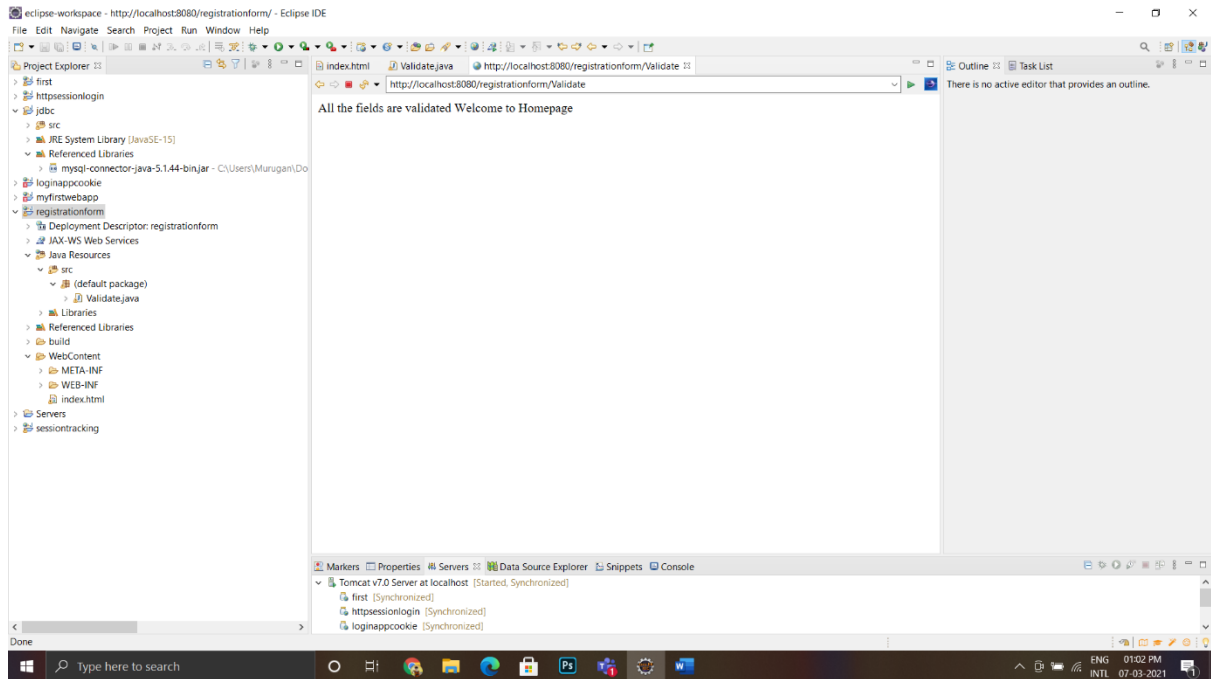 eclipse-workspace - http://localhost:8080/registrationform/ - Eclipse IDE
File Edit Navigate Search Project Run Window Help
Project Explorer
first
httpsessionlogin
jdbc
src
JRE System Library [JavaSE-15]
Referenced Libraries
mysql-connector-java-5.1.44-bin.jar - C:\Users\Murugan\Do
loginappcookie
myfirstwebapp
registrationform
Deployment Descriptor: registrationform
JAX-WS Web Services
Java Resources
src
(default package)
Validate.java
Libraries
Referenced Libraries
build
WebContent
META-INF
WEB-INF
index.html
Servers
sessiontracking
index.html Validate.java http://localhost:8080/registrationform/Validate
http://localhost:8080/registrationform/Validate
All the fields are validated Welcome to Homepage
Outline Task List
There is no active editor that provides an outline.
Markers Properties Servers Data Source Explorer Snippets Console
Tomcat v7.0 Server at localhost [Started, Synchronized]
first [Synchronized]
httpsessionlogin [Synchronized]
loginappcookie [Synchronized]
Done
Type here to search
Ps
W
ENG
INTL
01:02 PM
07-03-2021
1